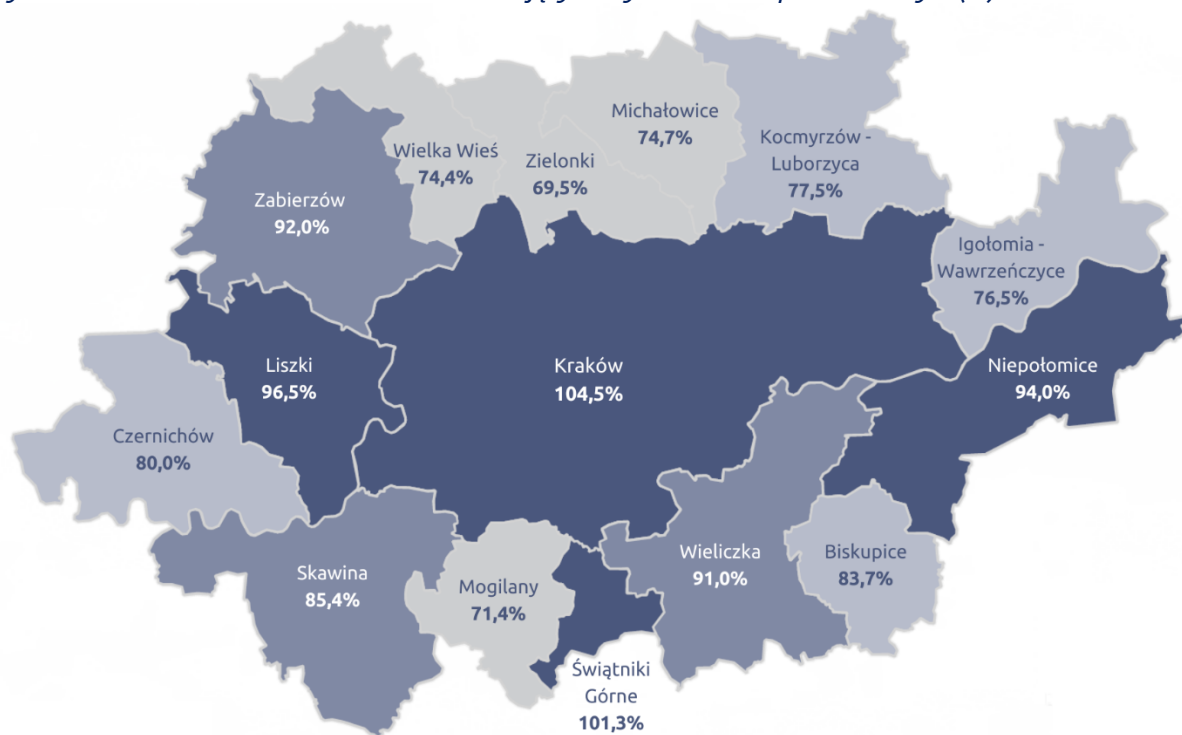 Michałowice
74,7%
Kocmyrzów -
Luborzyca
77,5%
Wielka Wieś
74,4%
Zielonki
69,5%
Zabierzów
92,0%
Igołomia -
Wawrzeńczyce
76,5%
Liszki
96,5%
Kraków
104,5%
Niepołomice
94,0%
Czernichów
80,0%
Skawina
85,4%
Mogilany
71,4%
Wieliczka
91,0%
Biskupice
83,7%
Świątniki
Górne
101,3%